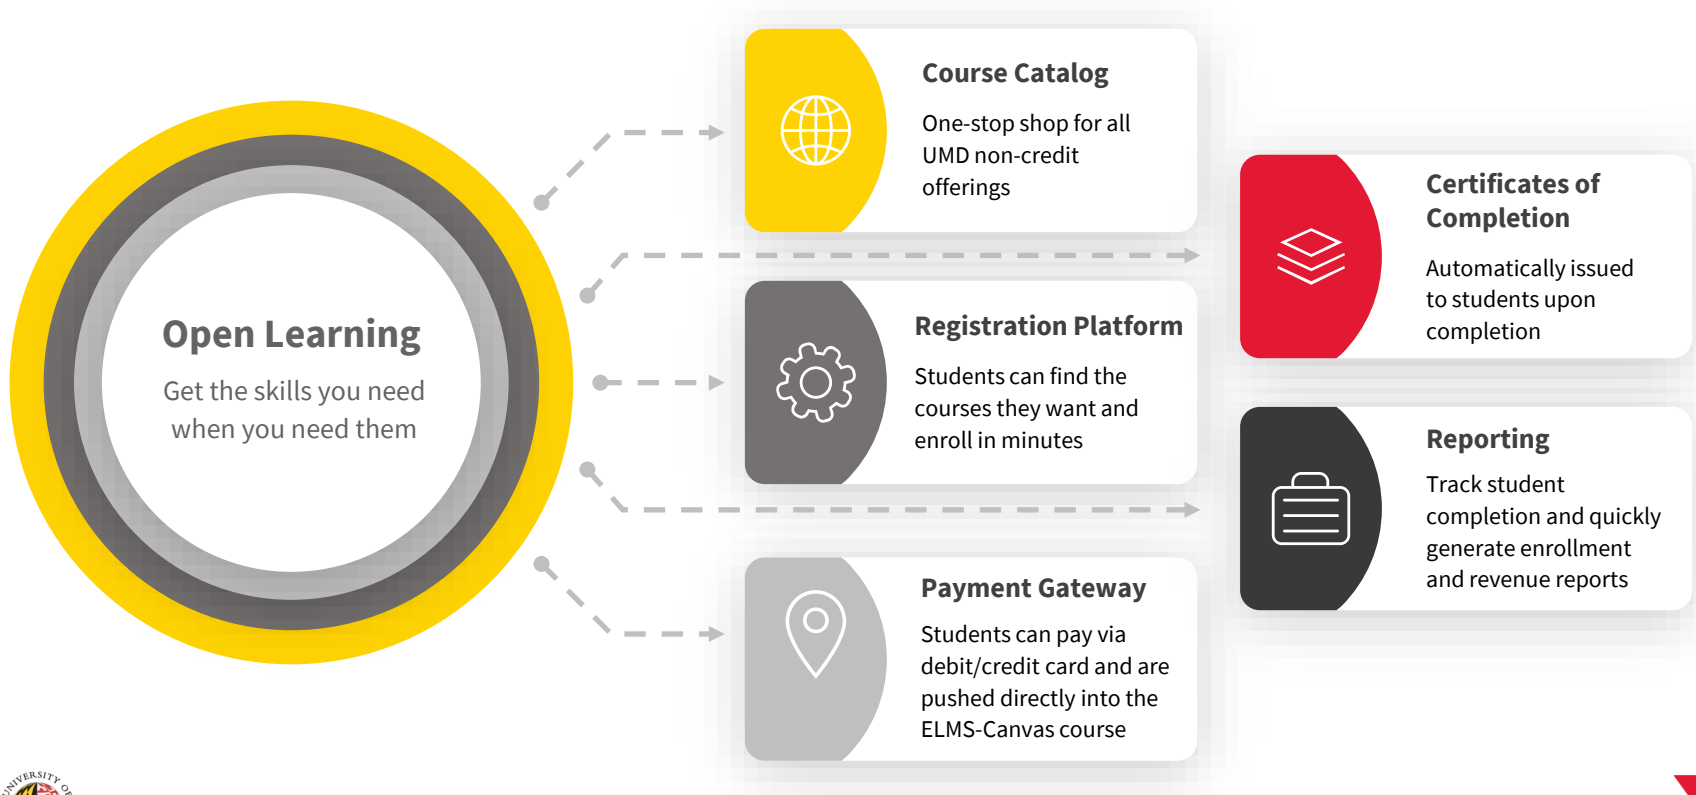 Open Learning
Get the skills you need
when you need them
Course Catalog
One-stop shop for all
UMD non-credit
offerings
Registration Platform
Students can find the
courses they want and
enroll in minutes
Payment Gateway
Students can pay via
debit/credit card and are
pushed directly into the
ELMS-Canvas course
Certificates of
Completion
Automatically issued
to students upon
completion
Reporting
Track student
completion and quickly
generate enrollment
and revenue reports
UNIVERSITY OF